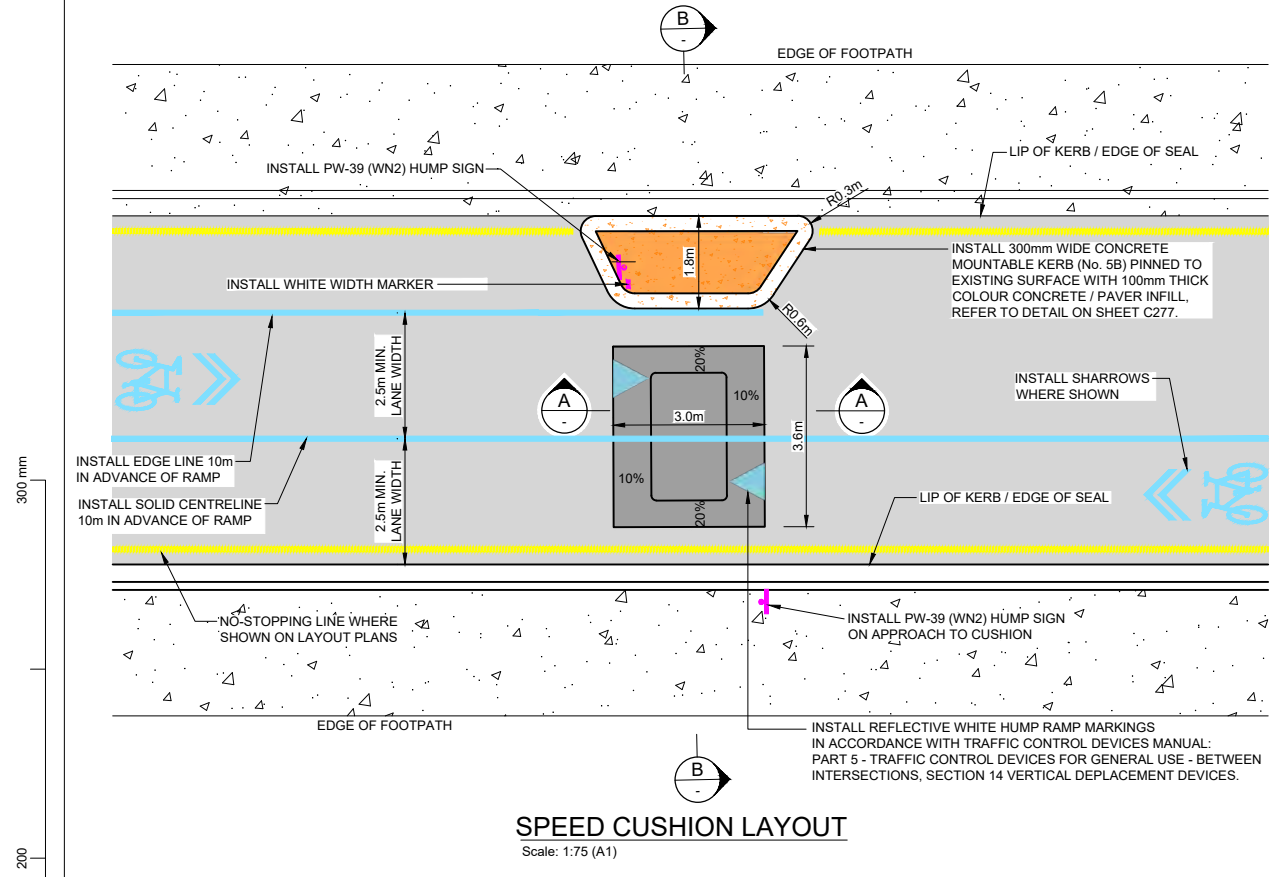 B
-
EDGE OF FOOTPATH
INSTALL PW-39 (WN2) HUMP SIGN
LIP OF KERB / EDGE OF SEAL
R0.3m
1.8m
INSTALL 300mm WIDE CONCRETE
MOUNTABLE KERB (No. 5B) PINNED TO
EXISTING SURFACE WITH 100mm THICK
COLOUR CONCRETE / PAVER INFILL,
REFER TO DETAIL ON SHEET C277.
INSTALL WHITE WIDTH MARKER
R0.6m
2.5m MIN.
LANE WIDTH
20%
10%
3.0m
3.6m
A
-
A
-
INSTALL SHARROWS
WHERE SHOWN
INSTALL EDGE LINE 10m
IN ADVANCE OF RAMP
INSTALL SOLID CENTRELINE
10m IN ADVANCE OF RAMP
2.5m MIN.
LANE WIDTH
10%
20%
LIP OF KERB / EDGE OF SEAL
300 mm
NO-STOPPING LINE WHERE
SHOWN ON LAYOUT PLANS
INSTALL PW-39 (WN2) HUMP SIGN
ON APPROACH TO CUSHION
EDGE OF FOOTPATH
INSTALL REFLECTIVE WHITE HUMP RAMP MARKINGS
IN ACCORDANCE WITH TRAFFIC CONTROL DEVICES MANUAL:
PART 5 - TRAFFIC CONTROL DEVICES FOR GENERAL USE - BETWEEN
INTERSECTIONS, SECTION 14 VERTICAL DEPLACEMENT DEVICES.
B
-
SPEED CUSHION LAYOUT
Scale: 1:75 (A1)
200